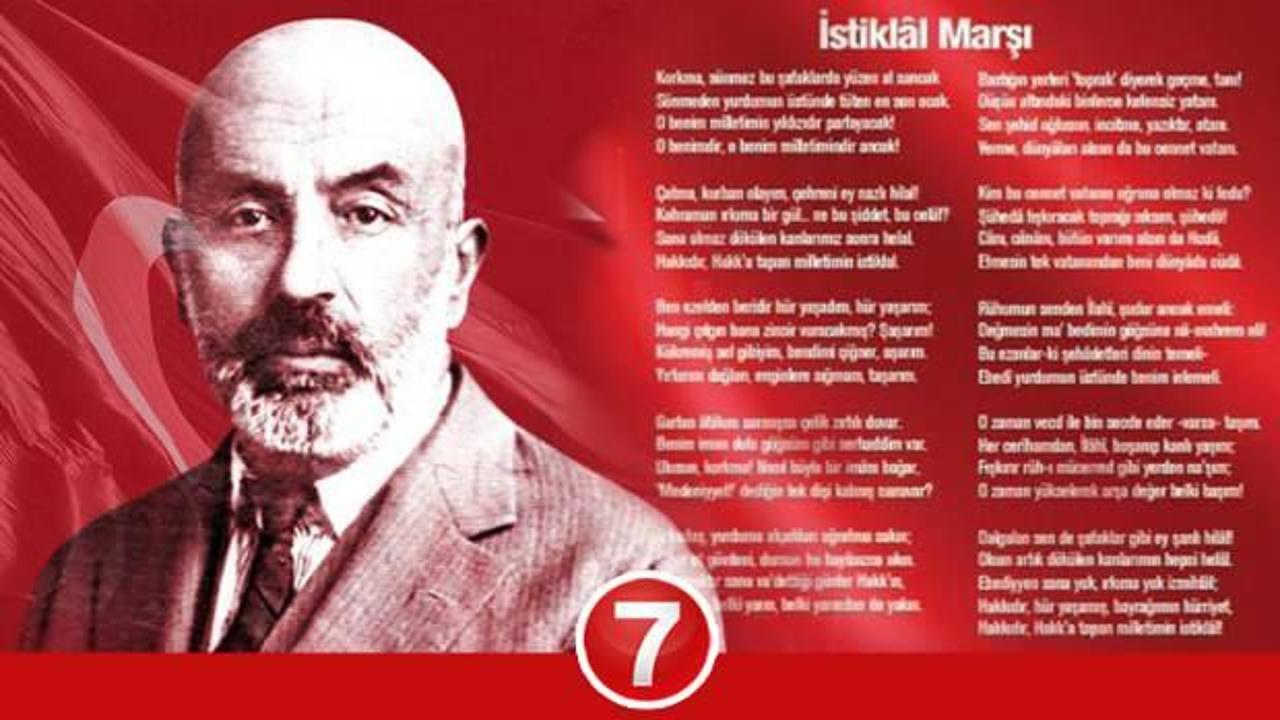 İstiklâl Marşı
Korkma, sönmez bu şafaklarda yüzen al sancak
Sönmeden yurdumun üstünde tüten en son ocak.
O benim milletimin yıldızıdır parlayacak!
O benimdir, o benim milletimindir ancak!
Çatma, kurban olayım, çehreni ey nazlı hilal!
Kahraman ırkıma bir gül... ne bu şiddet, bu celâl?
Sana olmaz dökülen kanlarımız sonra helal.
Hakkıdır, Hakk'a tapan milletimin istiklal.
Ben ezelden beridir hür yaşadım, hür yaşarım;
Hangi çılgın bana zincir vuracakmış? Şaşarım!
Kükremiş sel gibiyim, bendimi çiğner, aşarım.
Yırtarım dağları, enginlere sığmam, taşarım.
Garbın âfâkını sarmışsa çelik zırhlı duvar.
Benim iman dolu göğsüm gibi serhaddim var.
Ulusun, korkma! Nasıl böyle bir imânı boğar,
'Medeniyyet!' dediğin tek dişi kalmış canavar?
yurduma alçakları uğratma sakın;
gövdeni, dursun bu hayâsızca akın.
sana va'dettiği günler Hakk'ın,
belki yarın, belki yarından da yakın.
Bastığın yerleri 'toprak' diyerek geçme, tanı!
Düşün altındaki binlerce kefensiz yatanı.
Sen şehid oğlusun, incitme, yazıktır, atanı.
Verme, dünyâları alsan da bu cennet vatanı.
Kim bu cennet vatanın uğruna olmaz ki feda?
Şühedâ fışkıracak toprağı sıksan, şühedâ!
Cânı, cânânı, bütün varımı alsın da Hudâ,
Etmesin tek vatanımdan beni dünyâda cüdâ.
Rûhumun senden İlahî, şudur ancak emeli:
Değmesin ma' bedimin göğsüne nâ-mahrem eli!
Bu ezanlar-ki şehâdetleri dinin temeli-
Ebedî yurdumun üstünde benim inlemeli.
O zaman vecd ile bin secde eder -varsa- taşım.
Her cerîhamdan, İlâhî, boşanıp kanlı yaşım;
Fışkırır rûh-ı mücerred gibi yerden na'şım;
O zaman yükselerek arşa değer belki başım!
Dalgalan sen de şafaklar gibi ey şanlı hilâl!
Olsun artık dökülen kanlarımın hepsi helâl.
Ebediyyen sana yok, ırkıma yok izmihlâl;
Hakkıdır, hür yaşamış, bayrağımın hürriyet,
Hakkıdır, Hakk'a tapan milletimin istiklâl!
7